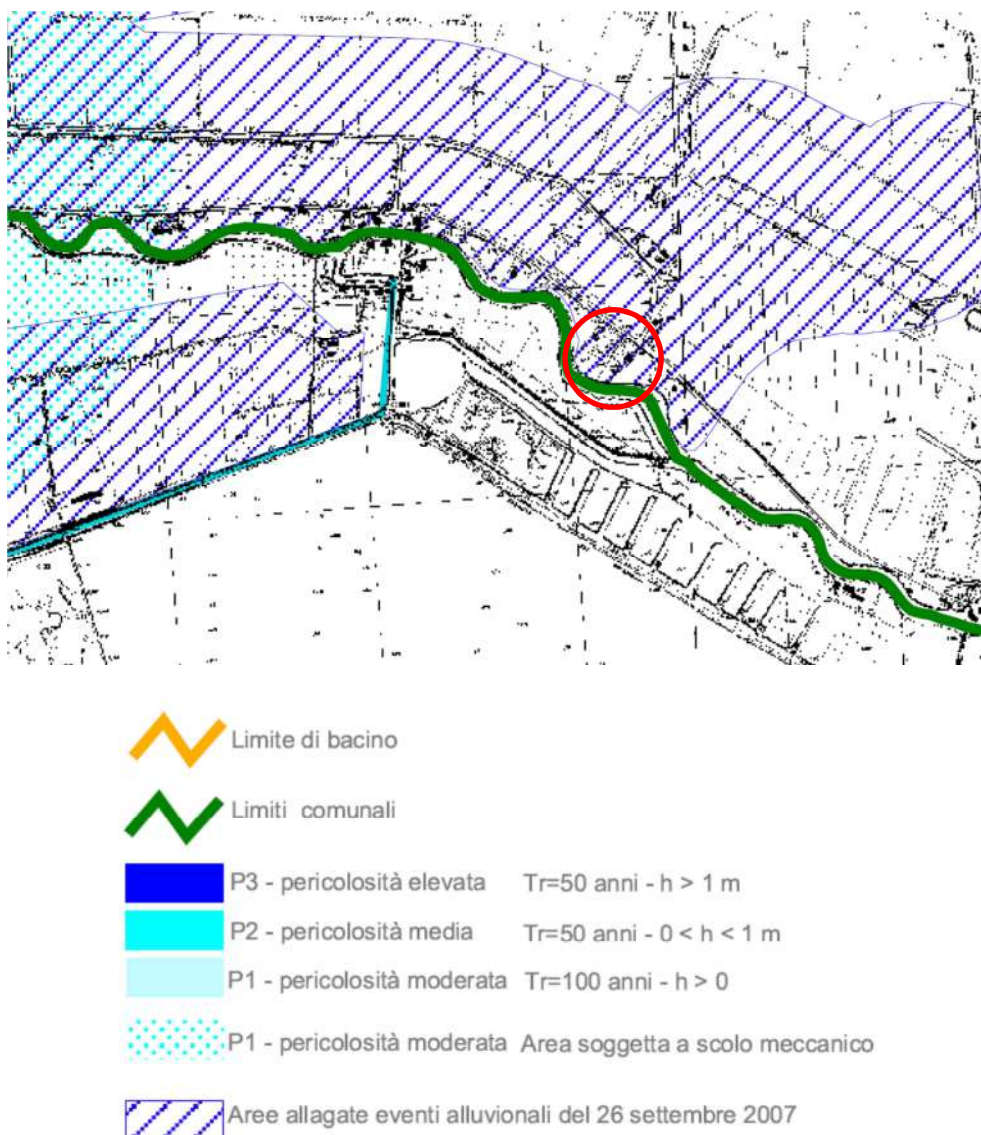 Limite di bacino
Limiti comunali
P3 - pericolosità elevata Tr=50 anni - h > 1 m
P2 - pericolosità media Tr=50 anni - 0 < h < 1 m
P1 - pericolosità moderata Tr=100 anni - h > 0
P1 - pericolosità moderata Area soggetta a scolo meccanico
Aree allagate eventi alluvionali del 26 settembre 2007